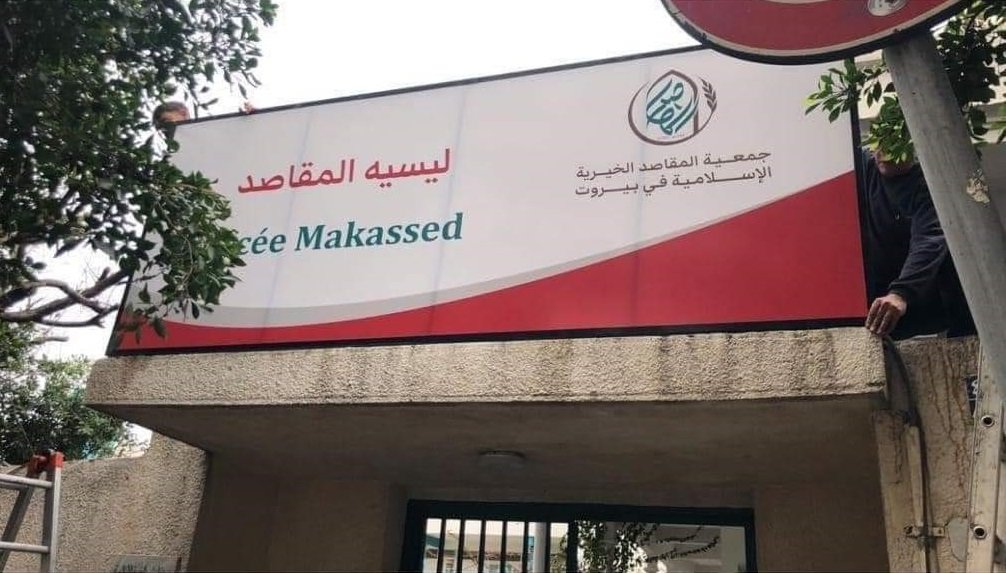 جمعية المقاصد الخيرية
الإسلامية في بيروت
ليسيه المقاصد
cée Makassed